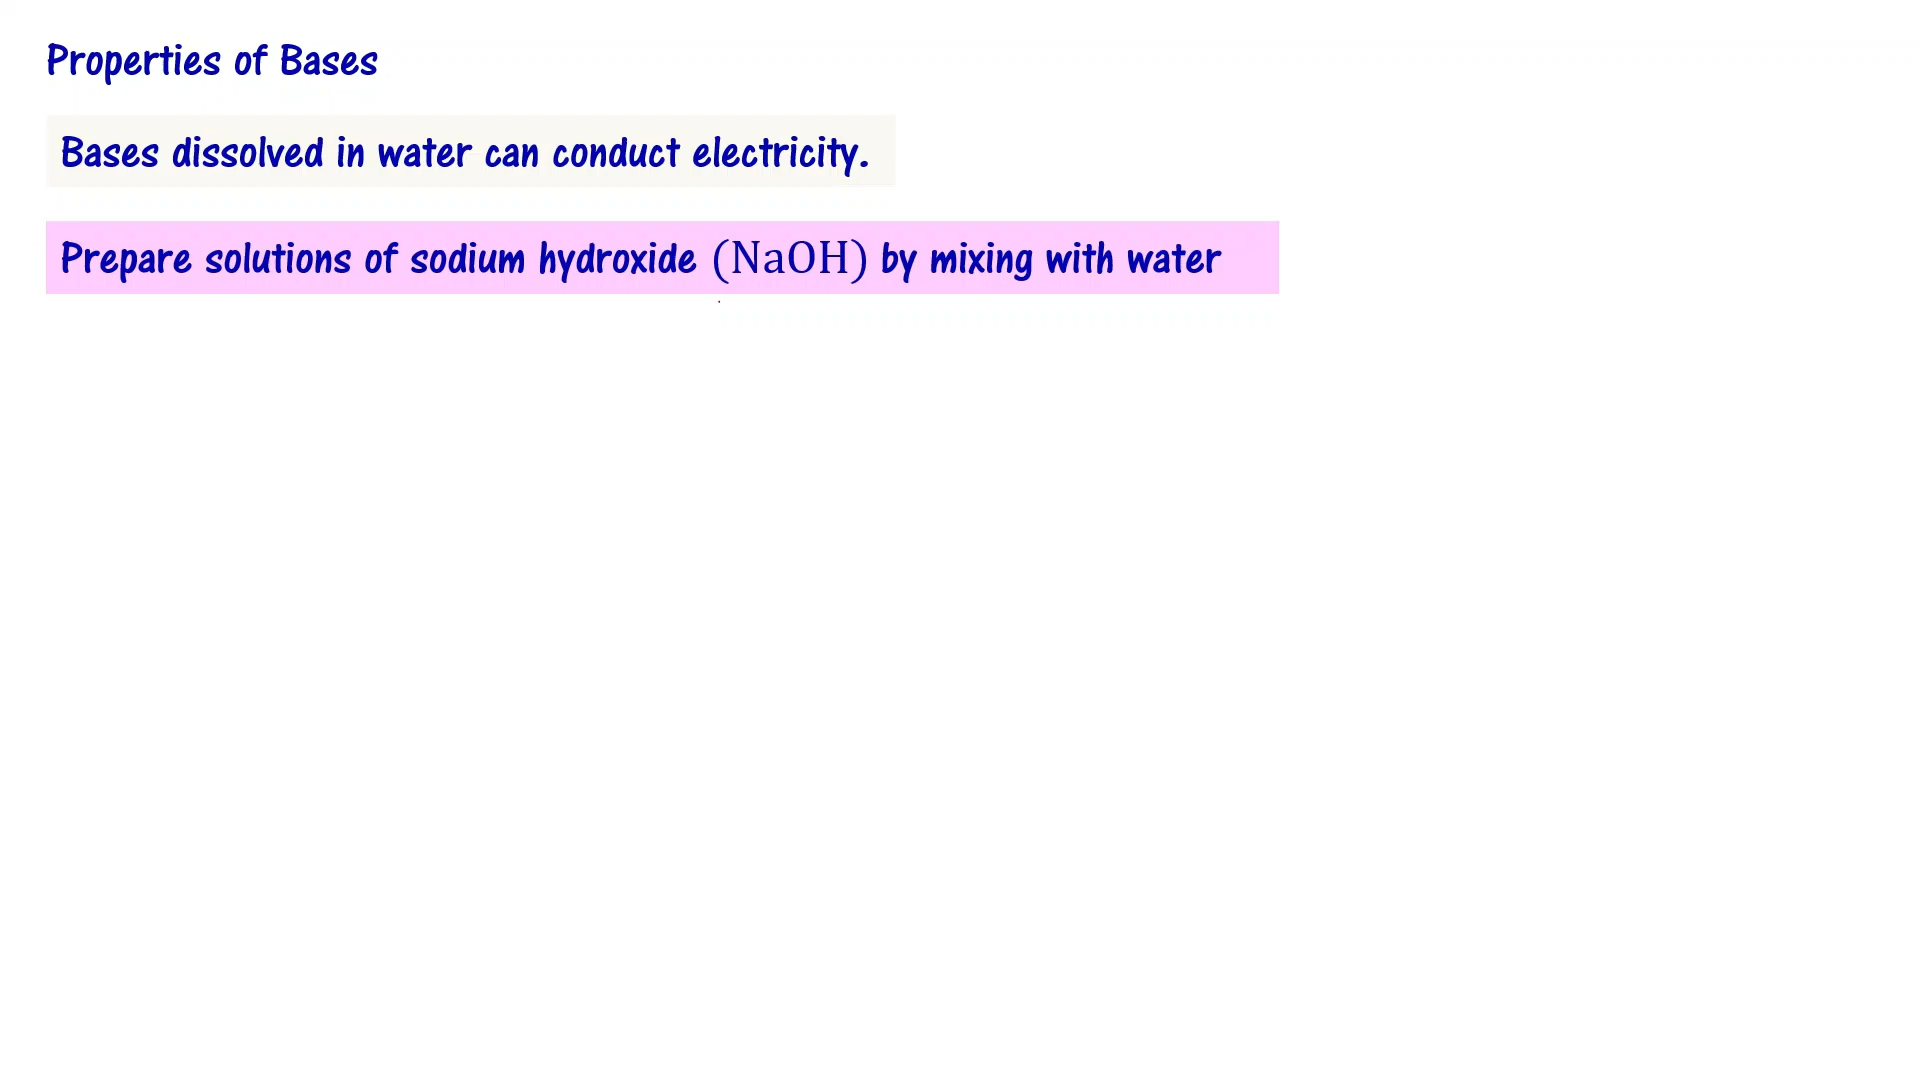 Properties of Bases
Bases dissolved in water can conduct electricity.
Prepare solutions of sodium hydroxide (NaOH) by mixing with water